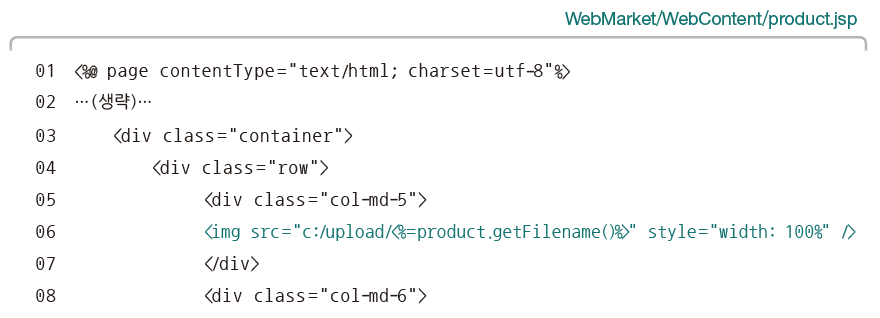 WebMarket/WebContent/product.jsp
01 <%@ page contentType="text/html; charset=utf-8"%>
02 …(생략)…
03 <div class="container">
04 <div class="row">
05 <div class="col-md-5">
06 <img src="c:/upload/<%=product.getFilename()%>" style="width: 100%" />
07 </div>
08 <div class="col-md-6">